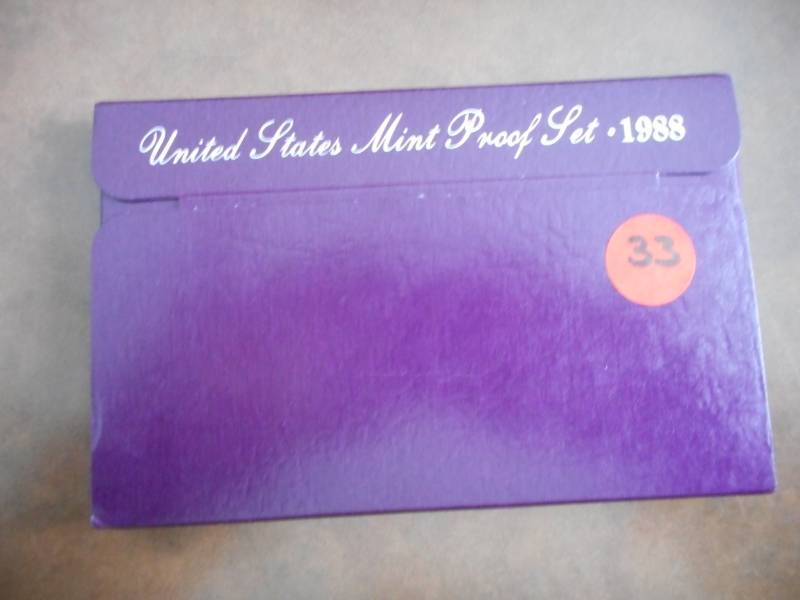 United States Mint Proof Set • 1988
33